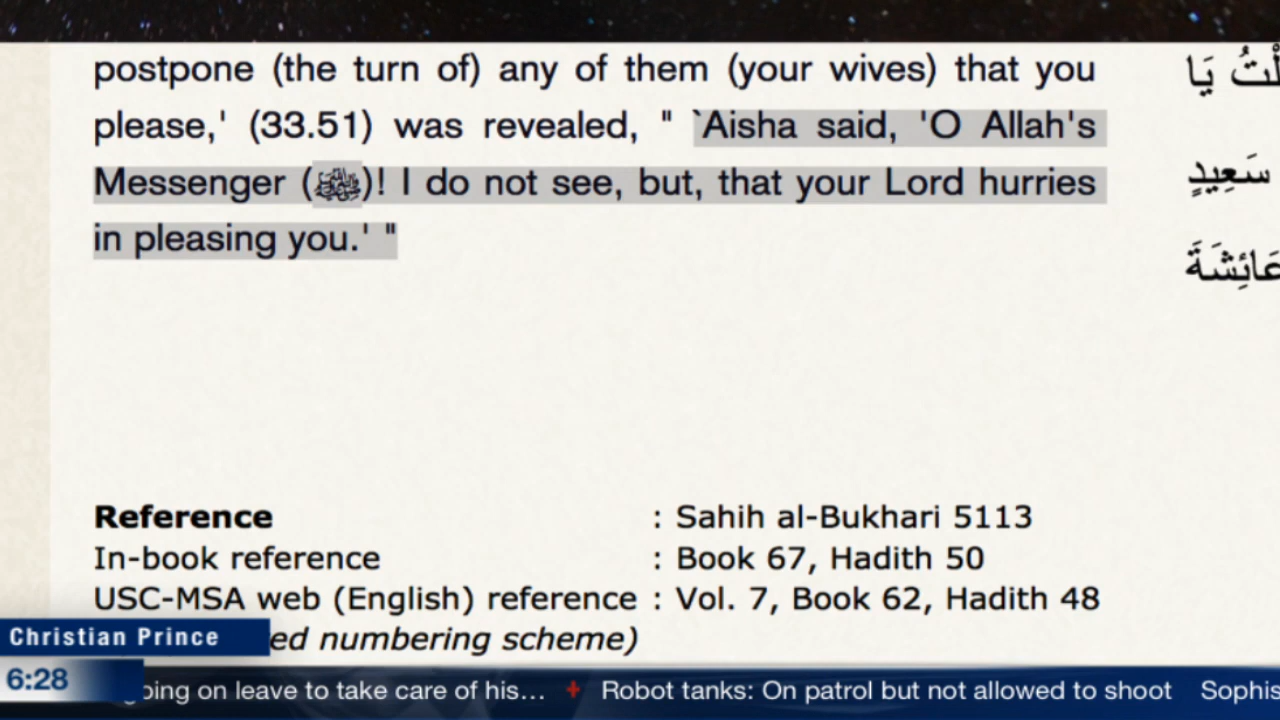 postpone (the turn of) any of them (your wives) that you
please,' (33.51) was revealed, " `Aisha said, 'O Allah's
Messenger (ﷺ)! I do not see, but, that your Lord hurries
in pleasing you.' "
يَا
سَعِيدٍ
عَائِشَةَ
Reference : Sahih al-Bukhari 5113
In-book reference : Book 67, Hadith 50
USC-MSA web (English) reference : Vol. 7, Book 62, Hadith 48
ed numbering scheme)
Christian Prince
6:28
oing on leave to take care of his... + Robot tanks: On patrol but not allowed to shoot Sophis